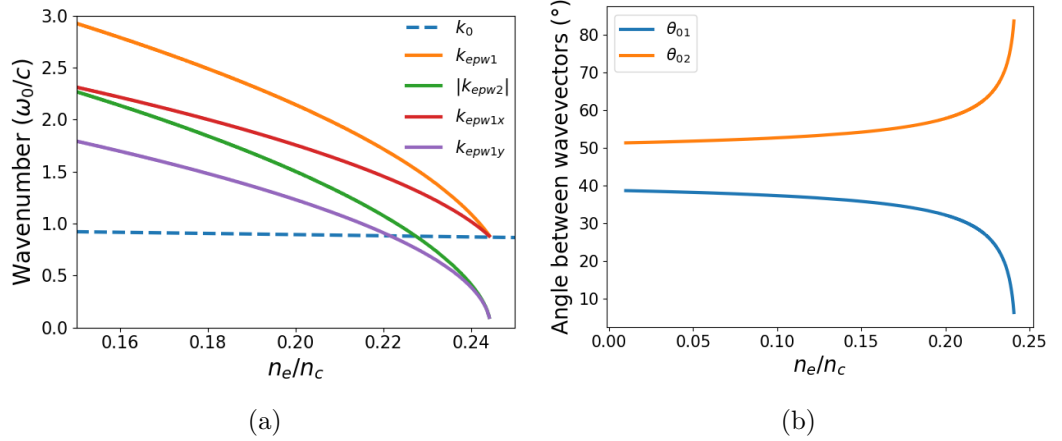 3.0
2.5
2.0
1.5
1.0
0.5
0.0
Wavenumber (ω₀/c)
k₀
kₑₚw₁
|kₑₚw₂|
kₑₚw₁ₓ
kₑₚw₁y
0.16 0.18 0.20 0.22 0.24
nₑ/n_c
(a)
80
70
60
50
40
30
20
10
Angle between wavevectors (°)
θ₀₁
θ₀₂
0.00 0.05 0.10 0.15 0.20 0.25
nₑ/n_c
(b)